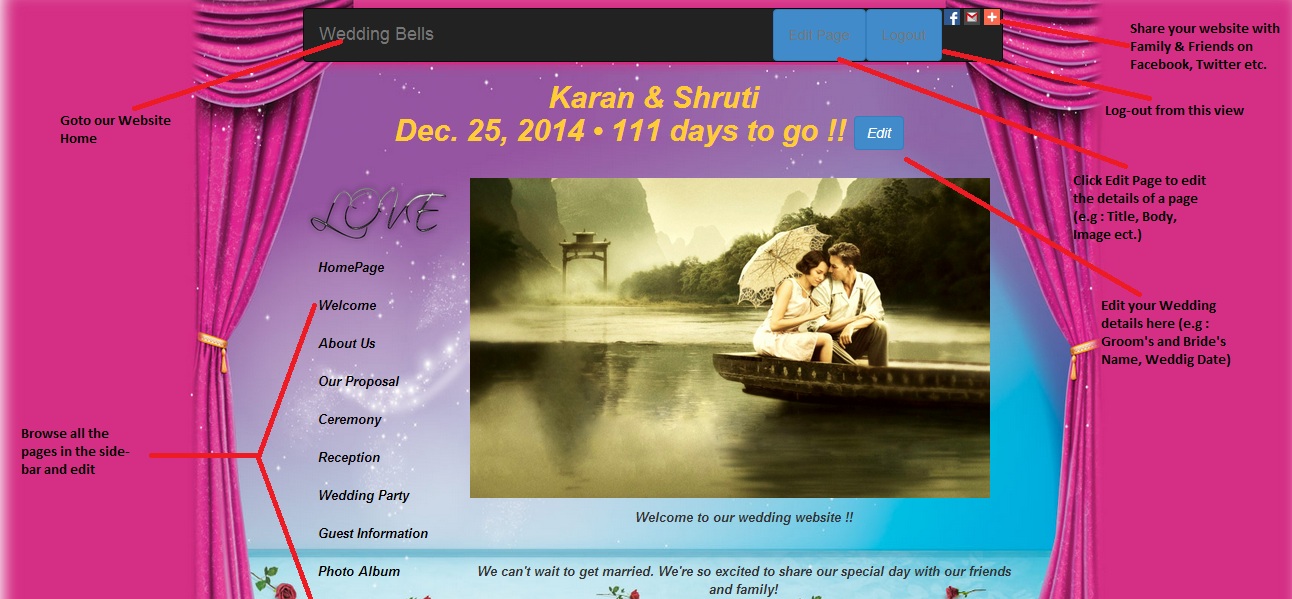 Wedding Bells
Edit Page
Logout
Share your website with
Family & Friends on
Facebook, Twitter etc.
Goto our Website
Home
Log-out from this view
Karan & Shruti
Dec. 25, 2014 • 111 days to go !!
Edit
Click Edit Page to edit
the details of a page
(e.g : Title, Body,
Image ect.)
LOVE
HomePage
Welcome
About Us
Our Proposal
Ceremony
Reception
Wedding Party
Guest Information
Photo Album
Edit your Wedding
details here (e.g :
Groom's and Bride's
Name, Weddig Date)
Browse all the
pages in the side-
bar and edit
Welcome to our wedding website !!
We can't wait to get married. We're so excited to share our special day with our friends
and family!